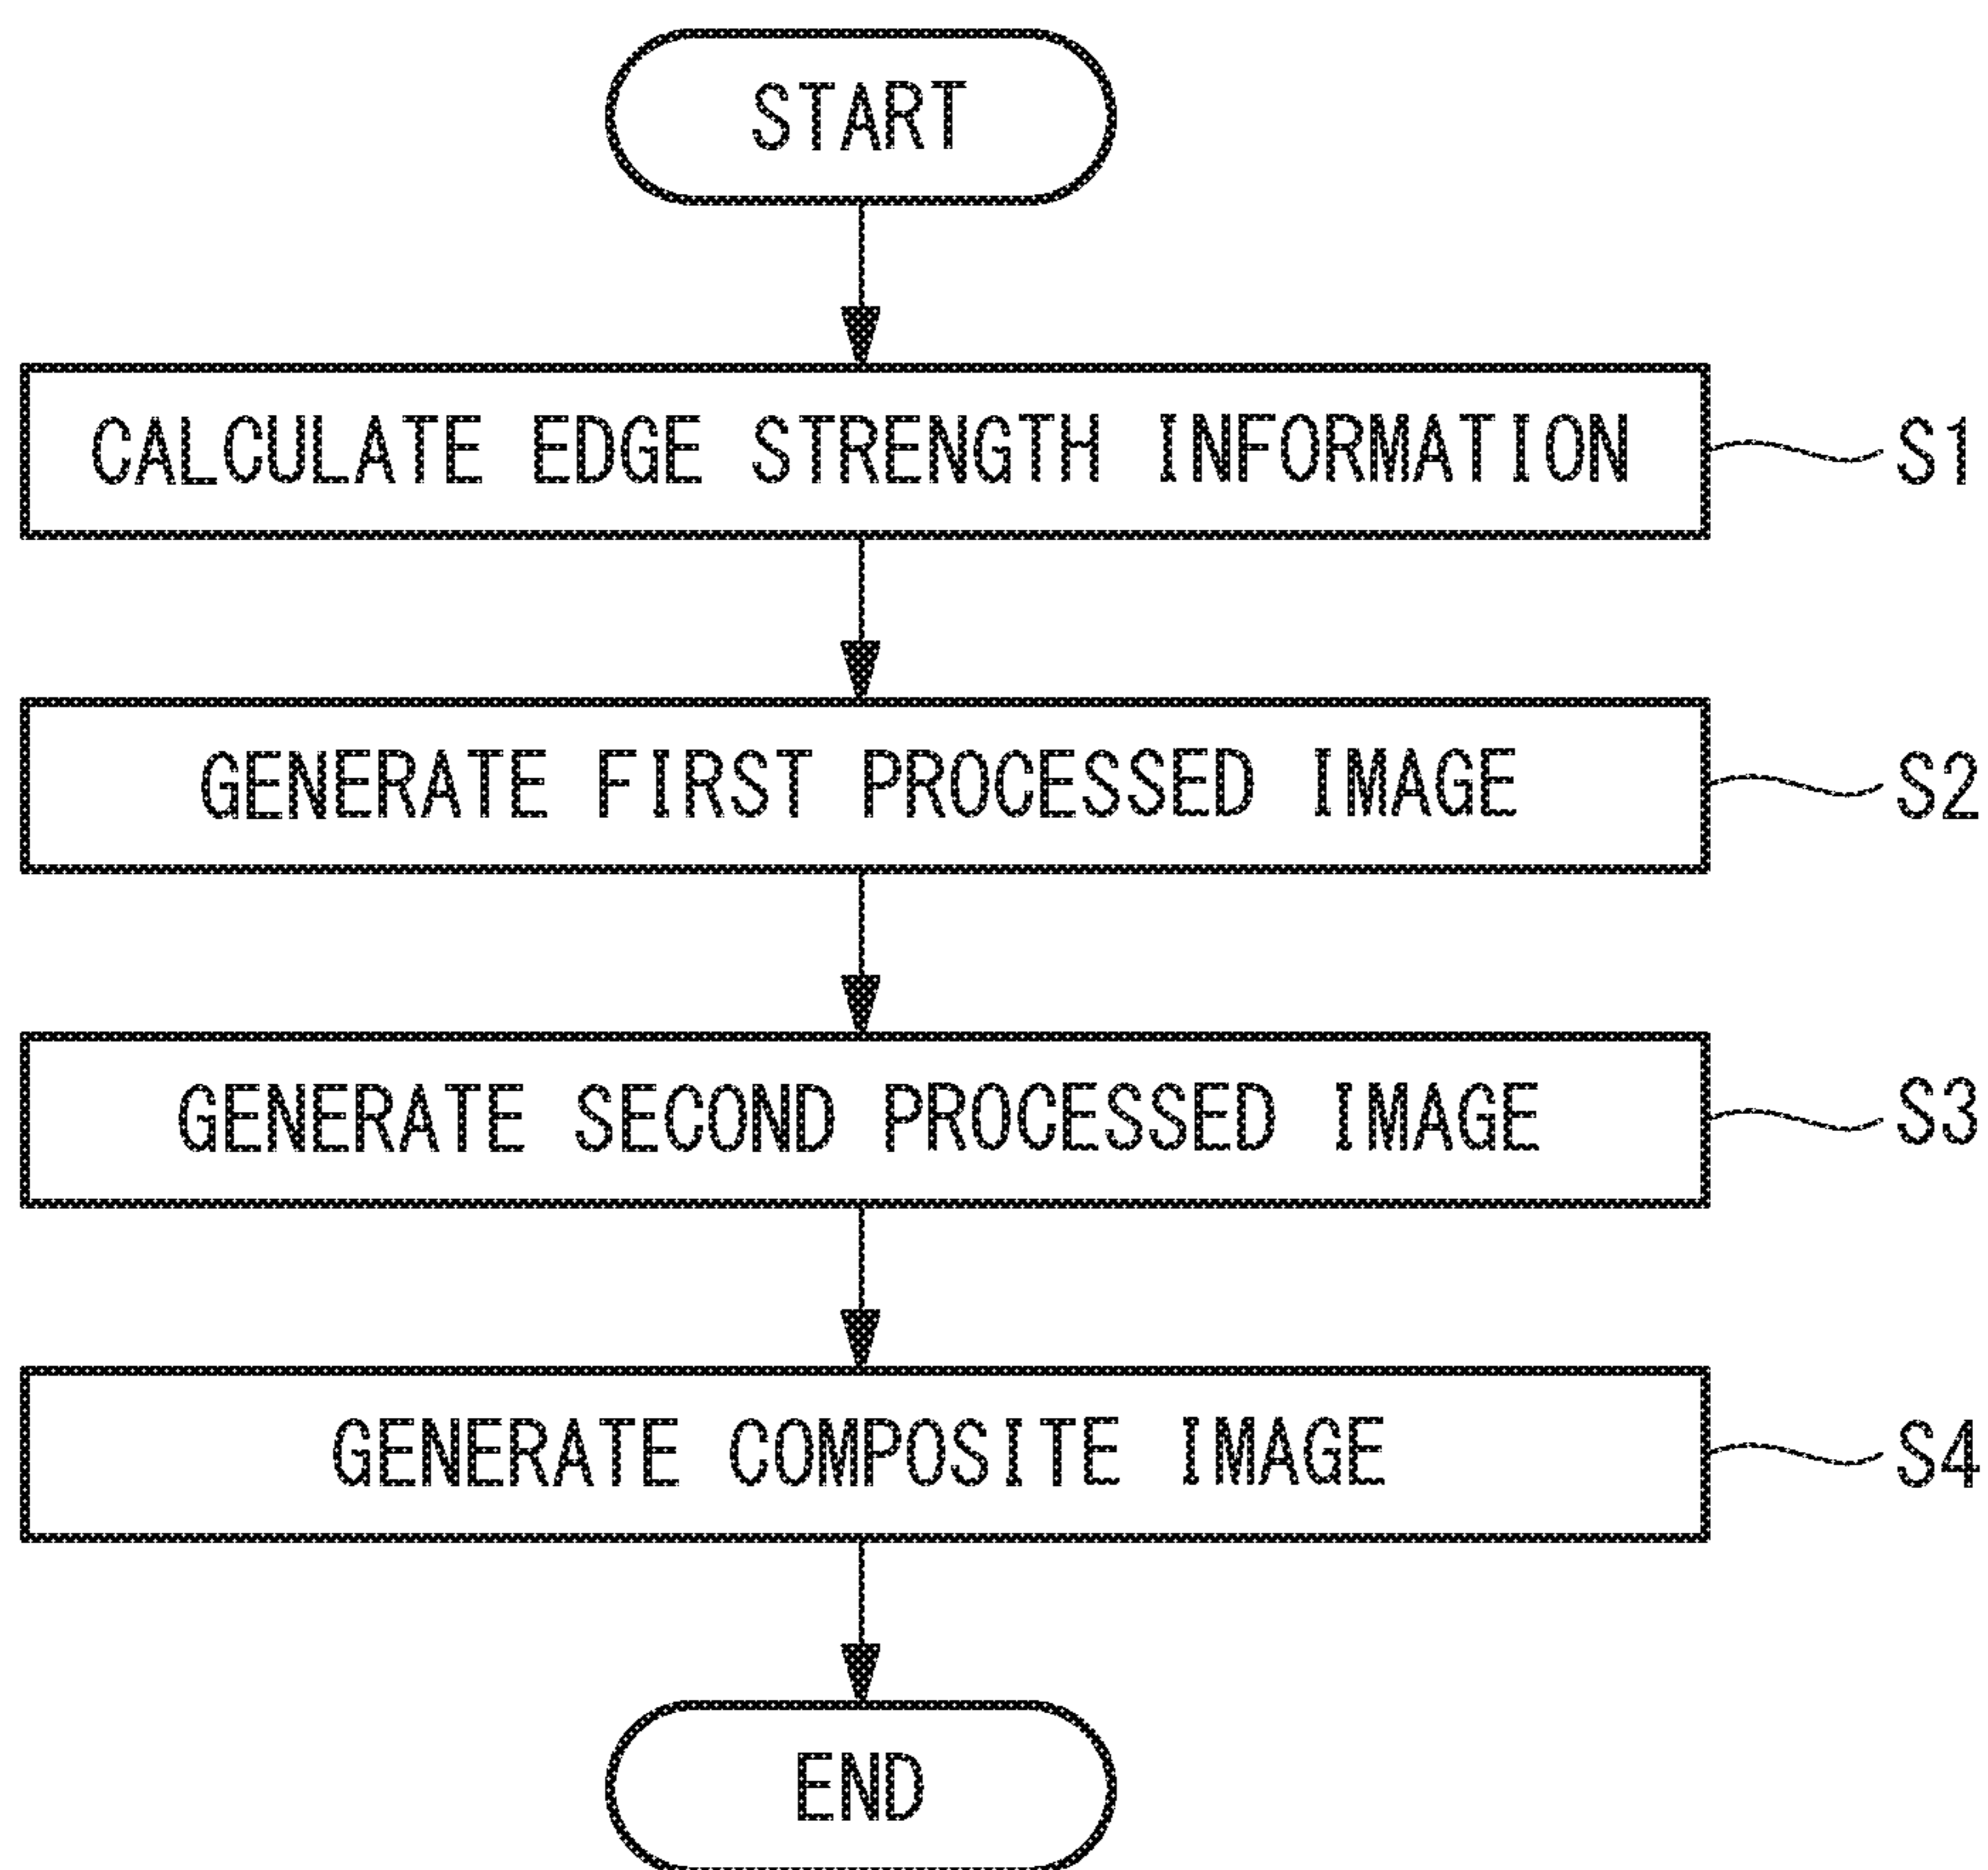 START
CALCULATE EDGE STRENGTH INFORMATION S1
GENERATE FIRST PROCESSED IMAGE S2
GENERATE SECOND PROCESSED IMAGE S3
GENERATE COMPOSITE IMAGE S4
END